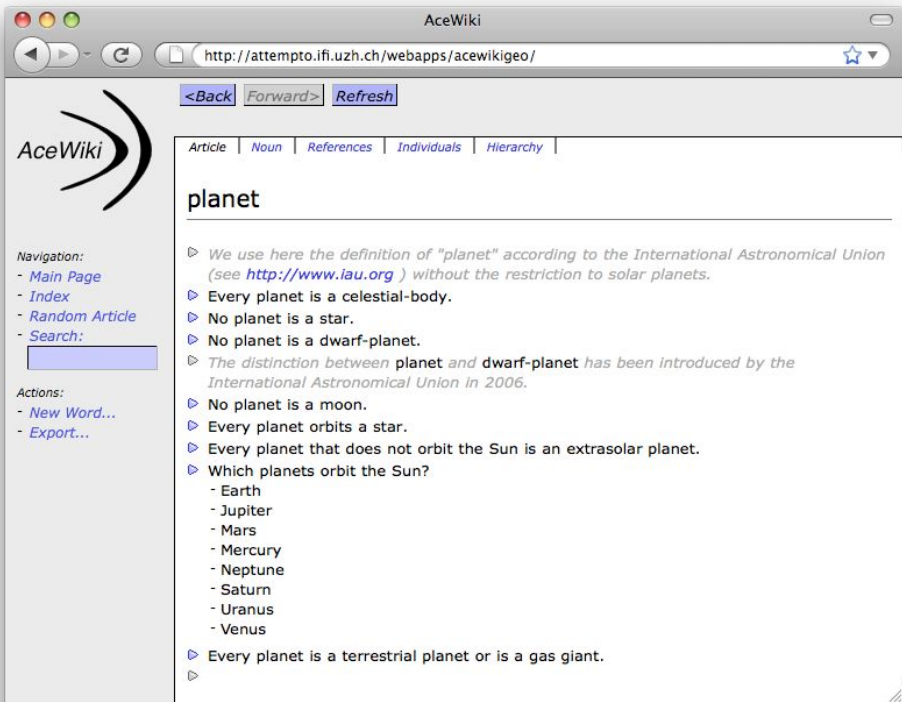 AceWiki
http://attempto.ifi.uzh.ch/webapps/acewikigeo/
<Back Forward> Refresh
AceWiki
Article | Noun | References | Individuals | Hierarchy |
planet
Navigation:
- Main Page
- Index
- Random Article
- Search:
Actions:
- New Word...
- Export...
We use here the definition of "planet" according to the International Astronomical Union
(see http://www.iau.org ) without the restriction to solar planets.
Every planet is a celestial-body.
No planet is a star.
No planet is a dwarf-planet.
The distinction between planet and dwarf-planet has been introduced by the
International Astronomical Union in 2006.
No planet is a moon.
Every planet orbits a star.
Every planet that does not orbit the Sun is an extrasolar planet.
Which planets orbit the Sun?
- Earth
- Jupiter
- Mars
- Mercury
- Neptune
- Saturn
- Uranus
- Venus
Every planet is a terrestrial planet or is a gas giant.